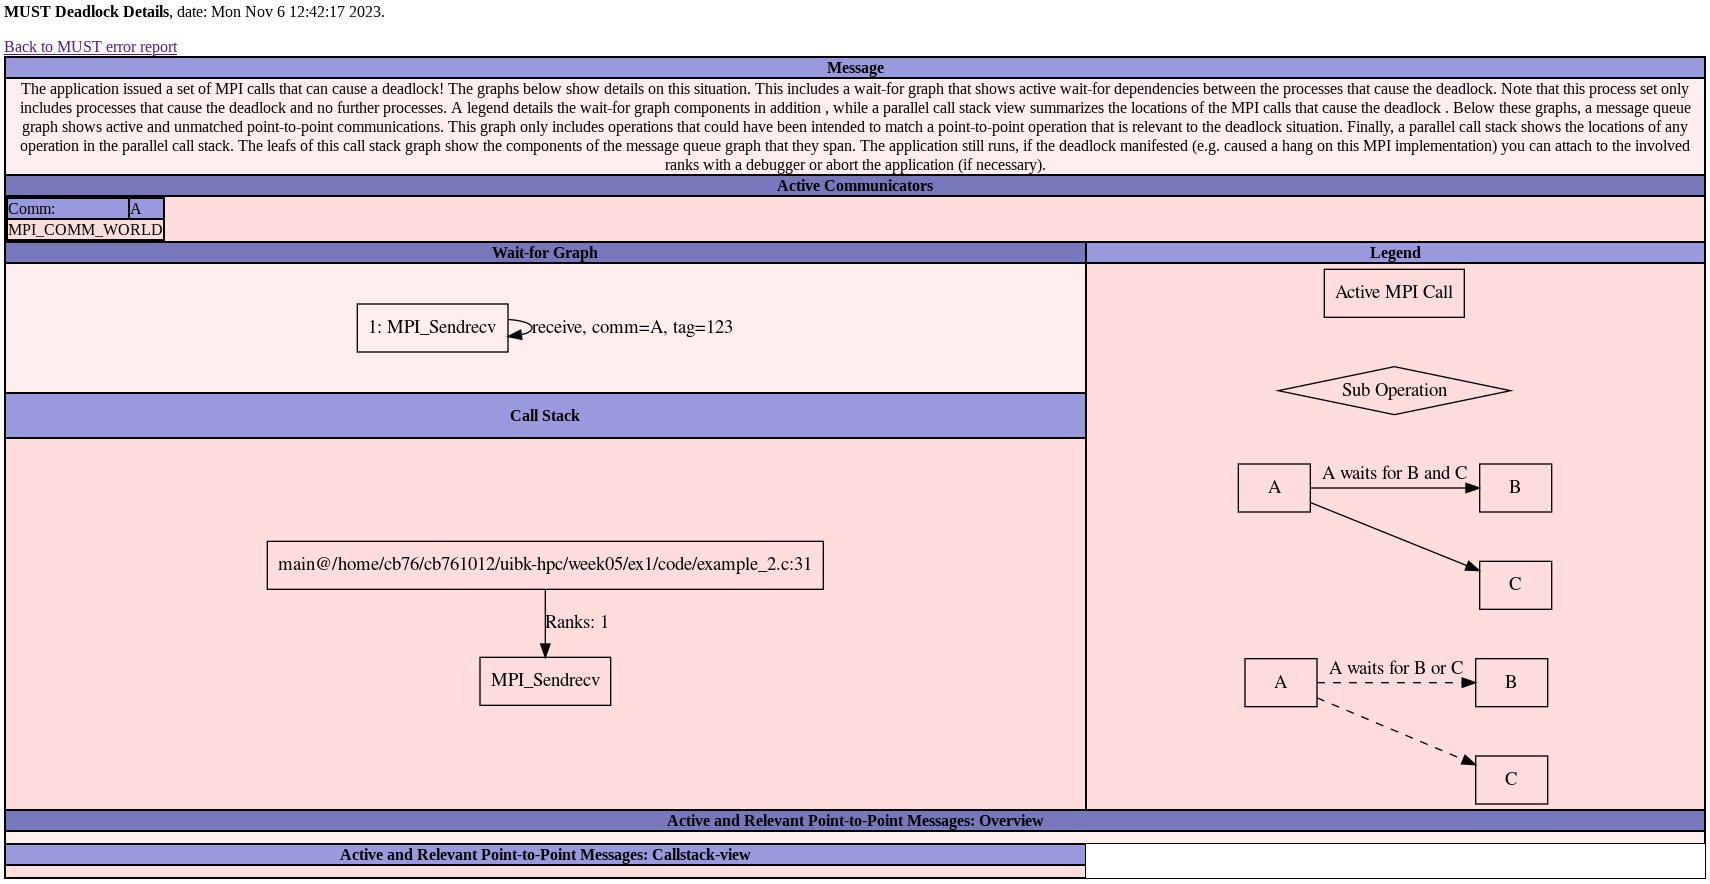 MUST Deadlock Details, date: Mon Nov 6 12:42:17 2023.
Back to MUST error report
Message
The application issued a set of MPI calls that can cause a deadlock! The graphs below show details on this situation. This includes a wait-for graph that shows active wait-for dependencies between the processes that cause the deadlock. Note that this process set only
includes processes that cause the deadlock and no further processes. A legend details the wait-for graph components in addition , while a parallel call stack view summarizes the locations of the MPI calls that cause the deadlock . Below these graphs, a message queue
graph shows active and unmatched point-to-point communications. This graph only includes operations that could have been intended to match a point-to-point operation that is relevant to the deadlock situation. Finally, a parallel call stack shows the locations of any
operation in the parallel call stack. The leafs of this call stack graph show the components of the message queue graph that they span. The application still runs, if the deadlock manifested (e.g. caused a hang on this MPI implementation) you can attach to the involved
ranks with a debugger or abort the application (if necessary).
Active Communicators
Comm: A
MPI_COMM_WORLD
Wait-for Graph
1: MPI_Sendrecv
receive, comm=A, tag=123
Call Stack
main@/home/cb76/cb761012/uibk-hpc/week05/ex1/code/example_2.c:31
Ranks: 1
MPI_Sendrecv
Legend
Active MPI Call
Sub Operation
A
A waits for B and C
B
C
A
A waits for B or C
B
C
Active and Relevant Point-to-Point Messages: Overview
Active and Relevant Point-to-Point Messages: Callstack-view